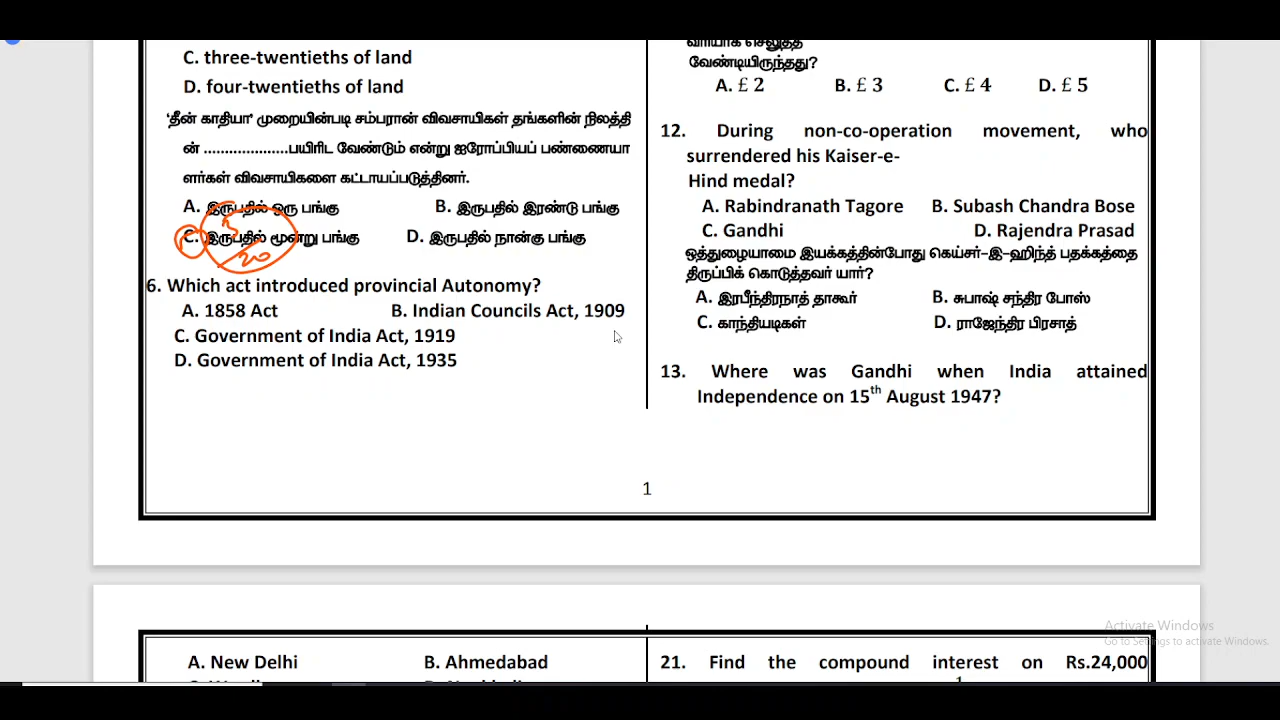 C. three-twentieths of land
D. four-twentieths of land
‘தீன் காதியா’ முறையின்படி சம்பரான் விவசாயிகள் தங்களின் நிலத்தி
ன் ....................பயிரிட வேண்டும் என்று ஐரோப்பியப் பண்ணையா
ளர்கள் விவசாயிகளை கட்டாயப்படுத்தினர்.
A. இருபதில் ஒரு பங்கு B. இருபதில் இரண்டு பங்கு
C. இருபதில் மூன்று பங்கு D. இருபதில் நான்கு பங்கு
3
20
6. Which act introduced provincial Autonomy?
A. 1858 Act B. Indian Councils Act, 1909
C. Government of India Act, 1919
D. Government of India Act, 1935
வரியாக செலுத்த
வேண்டியிருந்தது?
A. £ 2 B. £ 3 C. £ 4 D. £ 5
12. During non-co-operation movement, who
surrendered his Kaiser-e-
Hind medal?
A. Rabindranath Tagore B. Subash Chandra Bose
C. Gandhi D. Rajendra Prasad
ஒத்துழையாமை இயக்கத்தின்போது கெய்சர்-இ-ஹிந்த் பதக்கத்தை
திருப்பிக் கொடுத்தவர் யார்?
A. இரபீந்திரநாத் தாகூர் B. சுபாஷ் சந்திர போஸ்
C. காந்தியடிகள் D. ராஜேந்திர பிரசாத்
13. Where was Gandhi when India attained
Independence on 15th August 1947?
1
A. New Delhi B. Ahmedabad
21. Find the compound interest on Rs.24,000
Activate Windows
Go to Settings to activate Windows.